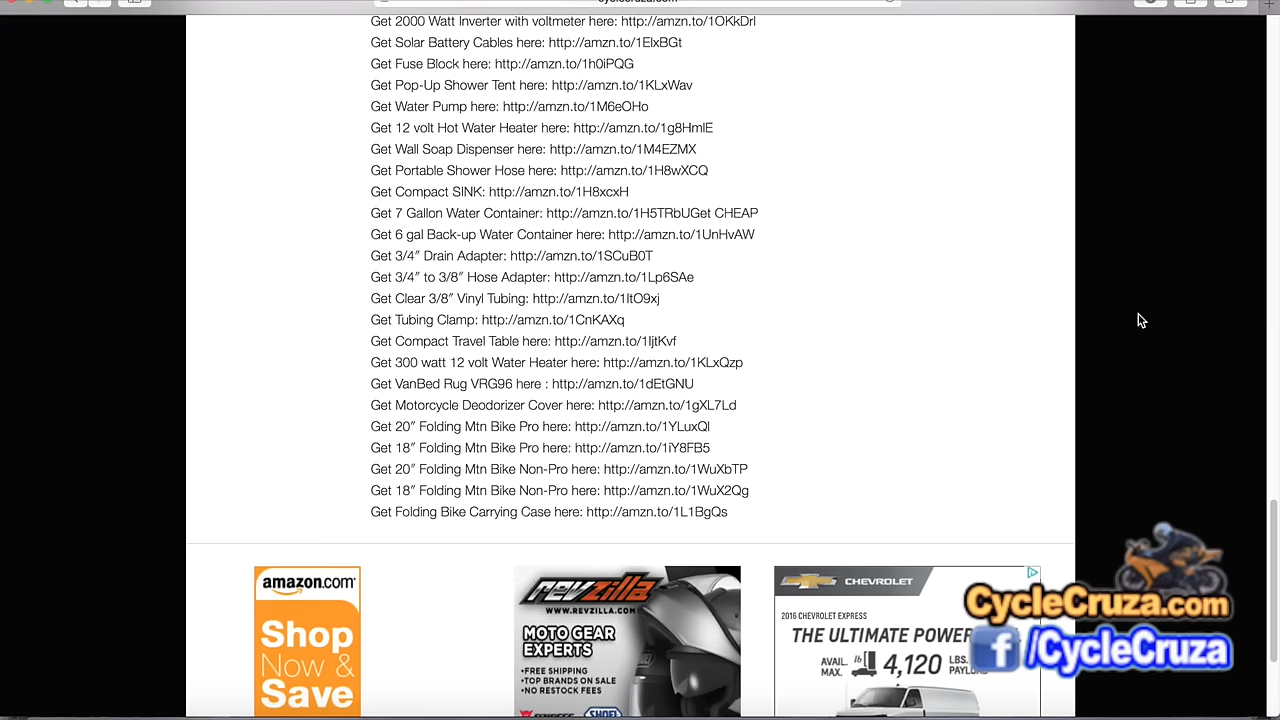 cyclecruza.com
Get 2000 Watt Inverter with voltmeter here: http://amzn.to/1OKkDrI
Get Solar Battery Cables here: http://amzn.to/1ElxBGt
Get Fuse Block here: http://amzn.to/1h0iPQG
Get Pop-Up Shower Tent here: http://amzn.to/1KLxWav
Get Water Pump here: http://amzn.to/1M6eOHo
Get 12 volt Hot Water Heater here: http://amzn.to/1g8HmlE
Get Wall Soap Dispenser here: http://amzn.to/1M4EZMX
Get Portable Shower Hose here: http://amzn.to/1H8wXCQ
Get Compact SINK: http://amzn.to/1H8xcxH
Get 7 Gallon Water Container: http://amzn.to/1H5TRbUGet CHEAP
Get 6 gal Back-up Water Container here: http://amzn.to/1UnHvAW
Get 3/4″ Drain Adapter: http://amzn.to/1SCuB0T
Get 3/4″ to 3/8″ Hose Adapter: http://amzn.to/1Lp6SAe
Get Clear 3/8″ Vinyl Tubing: http://amzn.to/1ItO9xj
Get Tubing Clamp: http://amzn.to/1CnKAXq
Get Compact Travel Table here: http://amzn.to/1IjtKvf
Get 300 watt 12 volt Water Heater here: http://amzn.to/1KLxQzp
Get VanBed Rug VRG96 here : http://amzn.to/1dEtGNU
Get Motorcycle Deodorizer Cover here: http://amzn.to/1gXL7Ld
Get 20″ Folding Mtn Bike Pro here: http://amzn.to/1YLuxQl
Get 18″ Folding Mtn Bike Pro here: http://amzn.to/1iY8FB5
Get 20″ Folding Mtn Bike Non-Pro here: http://amzn.to/1WuXbTP
Get 18″ Folding Mtn Bike Non-Pro here: http://amzn.to/1WuX2Qg
Get Folding Bike Carrying Case here: http://amzn.to/1L1BgQs
amazon.com
Shop
Now &
Save
REVZILLA
WWW.REVZILLA.COM
MOTO GEAR
EXPERTS
•FREE SHIPPING
•TOP BRANDS ON SALE
•NO RESTOCK FEES
SHOEI
CHEVROLET
2016 CHEVROLET EXPRESS
THE ULTIMATE POWER
AVAIL. lb 4,120 LBS.
MAX. PAYLO
CycleCruza.com
f /CycleCruza